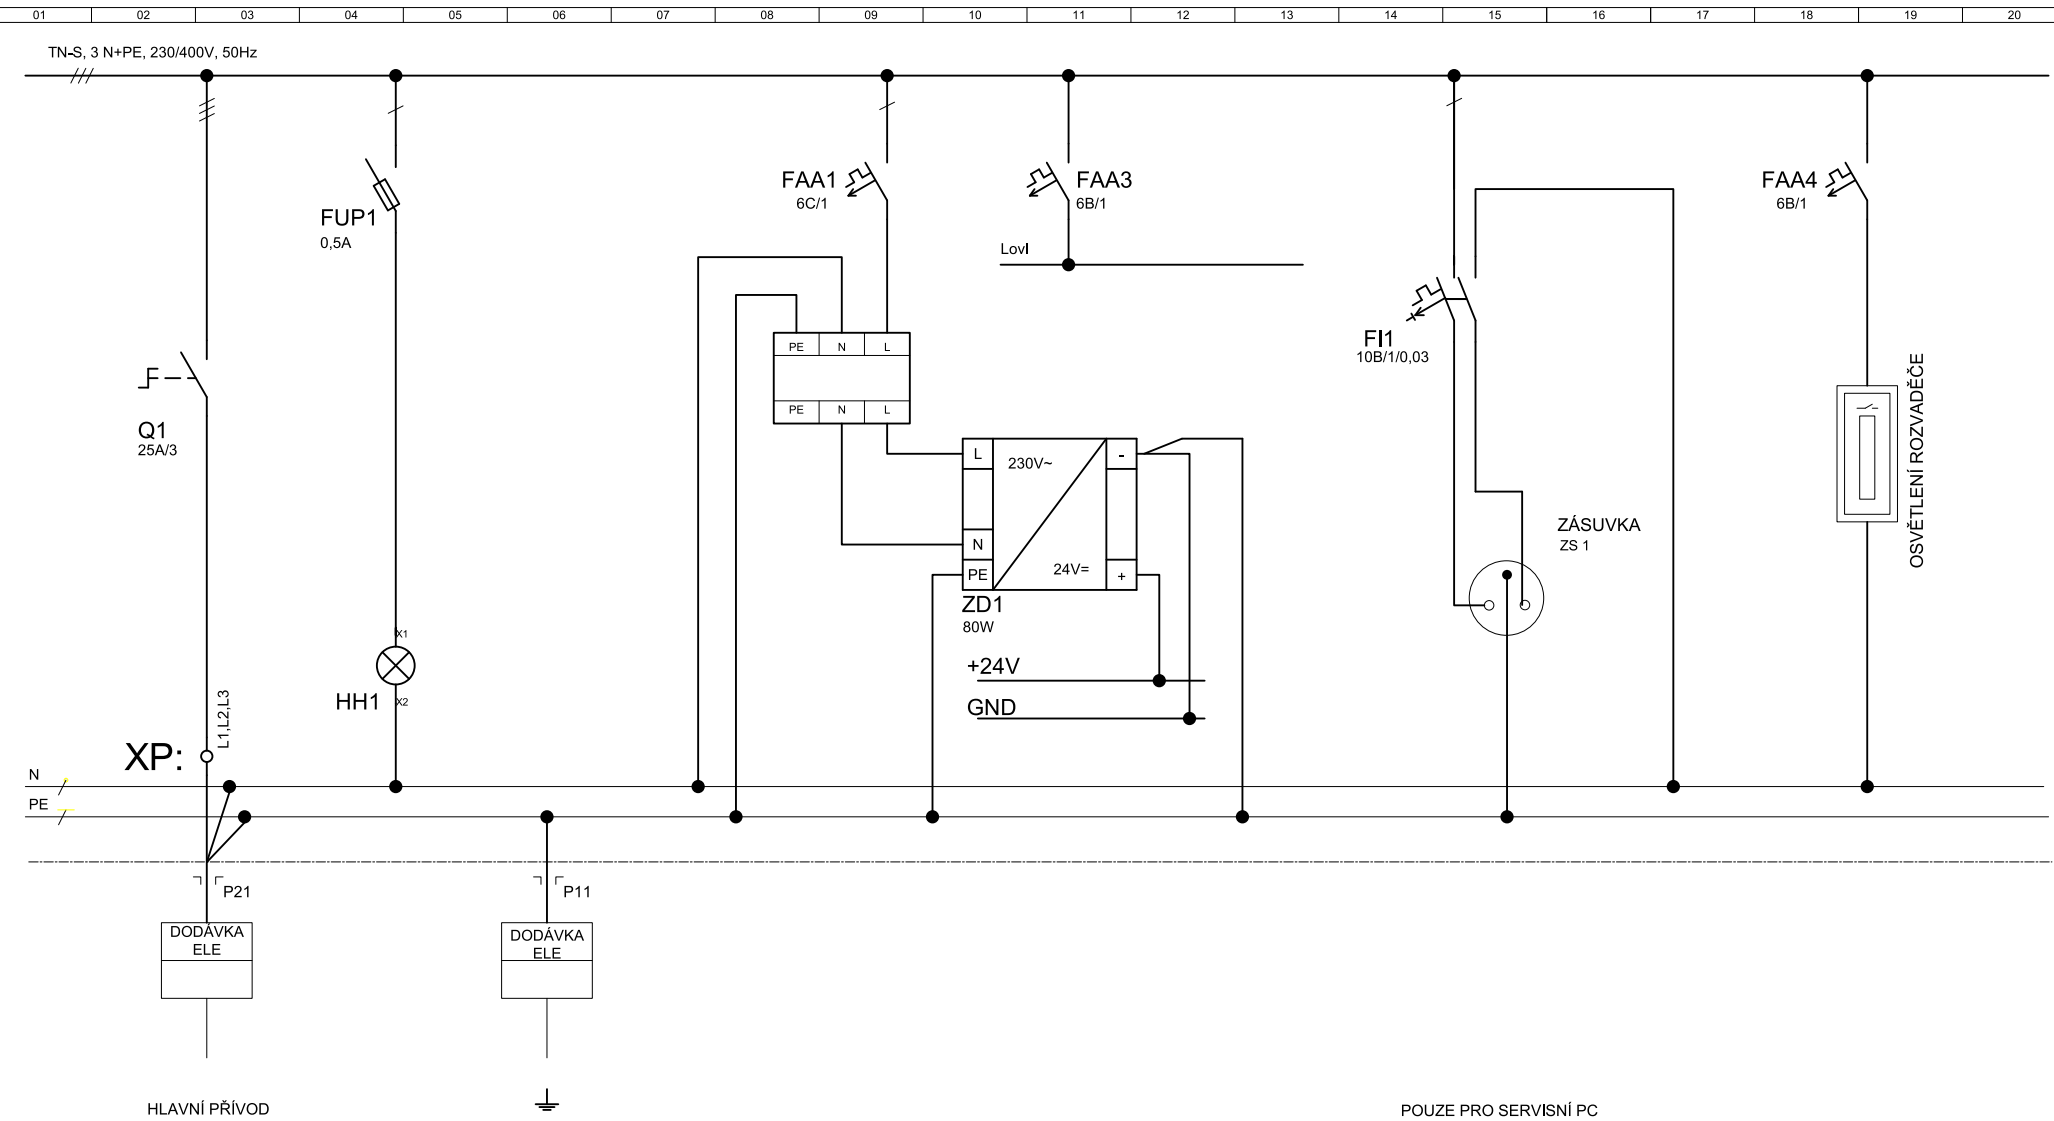 01 02 03 04 05 06 07 08 09 10 11 12 13 14 15 16 17 18 19 20
TN-S, 3 N+PE, 230/400V, 50Hz
FUP1
0,5A
FAA1
6C/1
FAA3
6B/1
FAA4
6B/1
Lovl
FI1
10B/1/0,03
PE N L
PE N L
Q1
25A/3
L
230V~
-
N
PE
24V=
+
ZD1
80W
ZÁSUVKA
ZS 1
OSVĚTLENÍ ROZVADĚČE
X1
HH1
X2
+24V
GND
L1,L2,L3
XP:
N
PE
P21
P11
DODÁVKA
ELE
DODÁVKA
ELE
HLAVNÍ PŘÍVOD
POUZE PRO SERVISNÍ PC